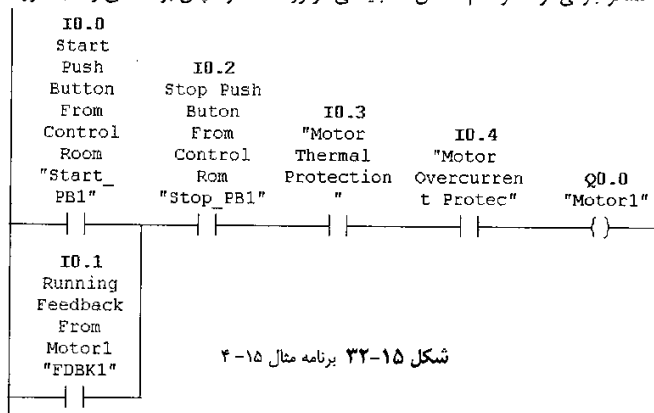 I0.0
Start
Push
Button
From
Control
Room
"Start_
PB1"
I0.2
Stop Push
Buton
From
Control
Rom
"Stop_PB1"
I0.3
"Motor
Thermal
Protection
"
I0.4
"Motor
Overcurren
t Protec"
Q0.0
"Motor1"
I0.1
Running
Feedback
From
Motor1
"FDBK1"
شکل ۱۵-۳۲ برنامه مثال ۱۵-۴